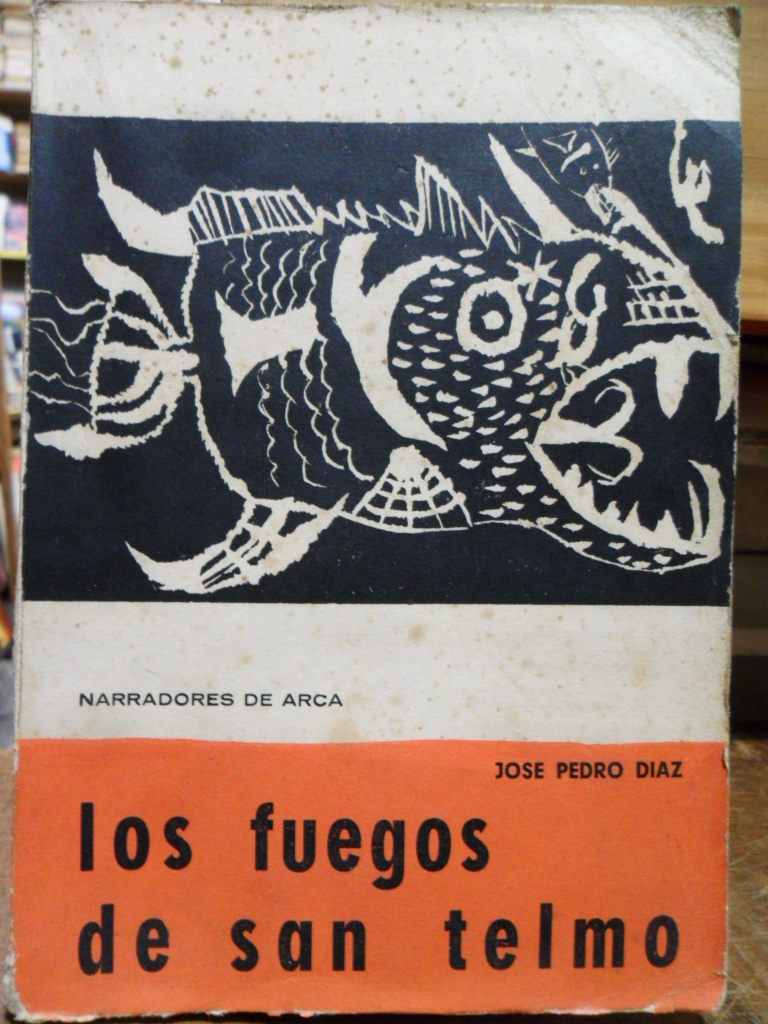 NARRADORES DE ARCA
JOSE PEDRO DIAZ
los fuegos
de san telmo